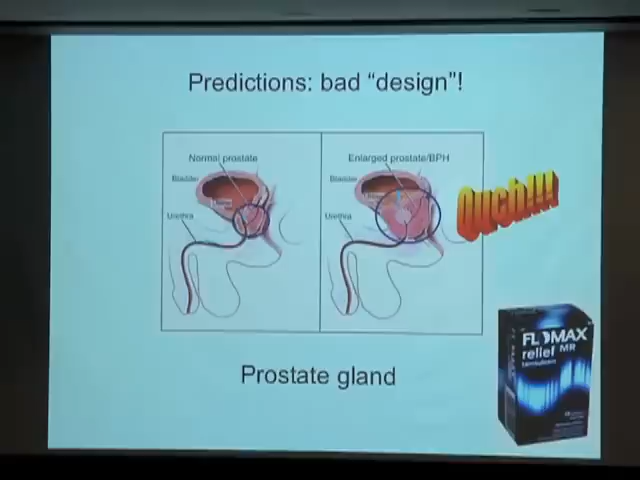 Predictions: bad “design”!
Normal prostate
Bladder
Urethra
Enlarged prostate/BPH
Bladder
Urethra
Ouch!!!
FLOMAX
relief MR
tamsulosin
Prostate gland